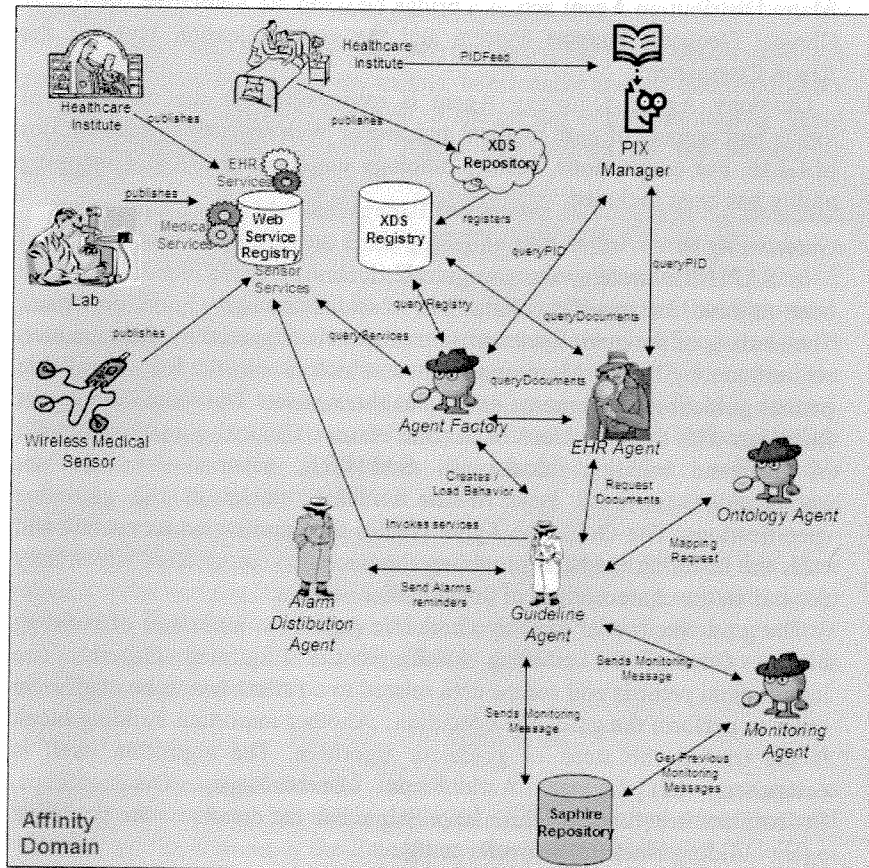 Healthcare
Institute
PIDFeed
Healthcare
Institute
publishes
publishes
PIX
Manager
EHR
Services
XDS
Repository
publishes
Medical
Services
Web
Service
Registry
Sensor
Services
XDS
Registry
registers
queryPID
queryPID
Lab
queryRegistry
queryDocuments
publishes
queryServices
queryDocuments
Wireless Medical
Sensor
Agent Factory
EHR Agent
Creates /
Load Behavior
Request
Documents
Ontology Agent
Invokes services
Mapping
Request
Send Alarms,
reminders
Alarm
Distibution
Agent
Guideline
Agent
Sends Monitoring
Message
Sends Monitoring
Message
Monitoring
Agent
Get Previous
Monitoring
Messages
Saphire
Repository
Affinity
Domain